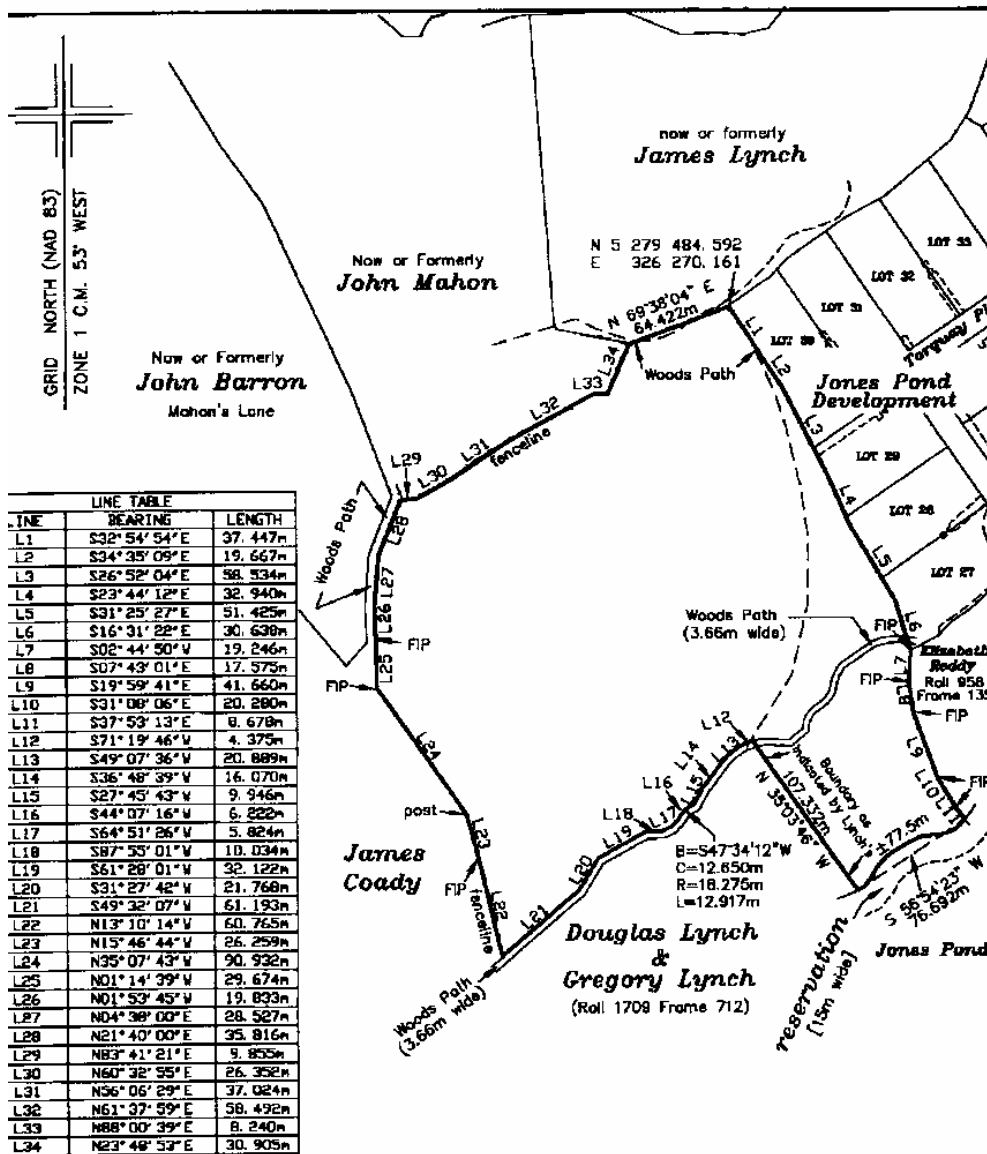 now or formerly
James Lynch
GRID NORTH (NAD 83)
ZONE 1 C.M. 53° WEST
N 5 279 484.592
E 326 270.161
Now or Formerly
John Mahon
N 69°38'04" E
64.422m
LOT 33
LOT 32
LOT 31
LOT 30
Torquay Pl
Now or Formerly
John Barron
Mahon's Lane
L34
L33
Woods Path
L1
L2
Jones Pond
Development
L32
L31
fenceline
L3
LOT 29
L29
L30
L4
LOT 28
L28
Woods Path
L5
LOT 27
L27
L26
FIP
L25
FIP
Woods Path
(3.66m wide)
FIP
L6
Elizabeth
Reddy
Roll 958
Frame 135
L7
FIP
L8
FIP
L9
FIP
L10
L11
L24
L12
L13
L14
L15
L16
L17
L18
L19
L20
L21
post
L23
FIP
L22
fenceline
James
Coady
N 35°03'46" W
107.332m
Boundary as
indicated by Lynch's
±77.5m
S 56°54'23" W
76.692m
B=S47°34'12"W
C=12.650m
R=18.275m
L=12.917m
Douglas Lynch
&
Gregory Lynch
(Roll 1709 Frame 712)
Jones Pond
reservation
[15m wide]
Woods Path
(3.66m wide)
LINE TABLE
LINE BEARING LENGTH
L1 S32°54'54"E 37.447m
L2 S34°35'09"E 19.667m
L3 S26°52'04"E 58.534m
L4 S23°44'12"E 32.940m
L5 S31°25'27"E 51.425m
L6 S16°31'22"E 30.638m
L7 S02°44'50"W 19.246m
L8 S07°43'01"E 17.575m
L9 S19°59'41"E 41.660m
L10 S31°08'06"E 20.280m
L11 S37°53'13"E 8.678m
L12 S71°19'46"W 4.375m
L13 S49°07'36"W 20.889m
L14 S36°48'39"W 16.070m
L15 S27°45'43"W 9.946m
L16 S44°07'16"W 6.222m
L17 S64°51'26"W 5.824m
L18 S87°55'01"W 10.034m
L19 S61°28'01"W 32.122m
L20 S31°27'42"W 21.768m
L21 S49°32'07"W 61.193m
L22 N13°10'14"W 60.765m
L23 N15°46'44"W 26.259m
L24 N35°07'43"W 90.932m
L25 N01°14'39"W 29.674m
L26 N01°53'45"W 19.833m
L27 N04°38'00"E 28.527m
L28 N21°40'00"E 35.816m
L29 N83°41'21"E 9.855m
L30 N60°32'55"E 26.352m
L31 N56°06'29"E 37.024m
L32 N61°37'59"E 58.492m
L33 N88°00'39"E 8.240m
L34 N23°48'53"E 30.905m